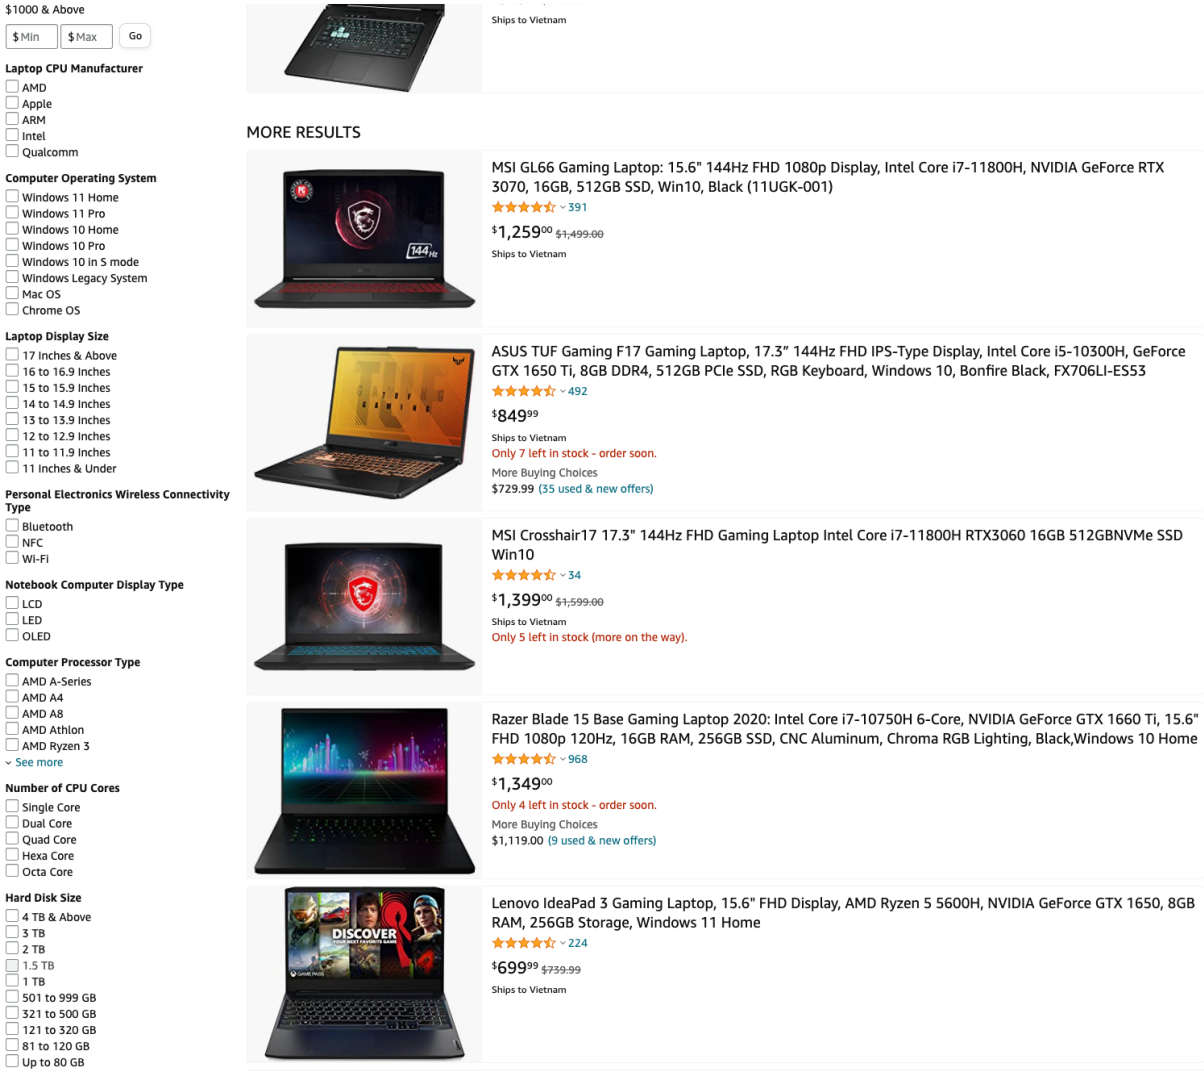 $1000 & Above
$ Min
$ Max
Go
Laptop CPU Manufacturer
AMD
Apple
ARM
Intel
Qualcomm
Computer Operating System
Windows 11 Home
Windows 11 Pro
Windows 10 Home
Windows 10 Pro
Windows 10 in S mode
Windows Legacy System
Mac OS
Chrome OS
Laptop Display Size
17 Inches & Above
16 to 16.9 Inches
15 to 15.9 Inches
14 to 14.9 Inches
13 to 13.9 Inches
12 to 12.9 Inches
11 to 11.9 Inches
11 Inches & Under
Personal Electronics Wireless Connectivity
Type
Bluetooth
NFC
Wi-Fi
Notebook Computer Display Type
LCD
LED
OLED
Computer Processor Type
AMD A-Series
AMD A4
AMD A8
AMD Athlon
AMD Ryzen 3
See more
Number of CPU Cores
Single Core
Dual Core
Quad Core
Hexa Core
Octa Core
Hard Disk Size
4 TB & Above
3 TB
2 TB
1.5 TB
1 TB
501 to 999 GB
321 to 500 GB
121 to 320 GB
81 to 120 GB
Up to 80 GB
Ships to Vietnam
MORE RESULTS
144Hz
MSI GL66 Gaming Laptop: 15.6" 144Hz FHD 1080p Display, Intel Core i7-11800H, NVIDIA GeForce RTX
3070, 16GB, 512GB SSD, Win10, Black (11UGK-001)
391
$1,25900 $1,499.00
Ships to Vietnam
ASUS TUF Gaming F17 Gaming Laptop, 17.3” 144Hz FHD IPS-Type Display, Intel Core i5-10300H, GeForce
GTX 1650 Ti, 8GB DDR4, 512GB PCIe SSD, RGB Keyboard, Windows 10, Bonfire Black, FX706LI-ES53
492
$84999
Ships to Vietnam
Only 7 left in stock - order soon.
More Buying Choices
$729.99 (35 used & new offers)
MSI Crosshair17 17.3" 144Hz FHD Gaming Laptop Intel Core i7-11800H RTX3060 16GB 512GBNVMe SSD
Win10
34
$1,39900 $1,599.00
Ships to Vietnam
Only 5 left in stock (more on the way).
Razer Blade 15 Base Gaming Laptop 2020: Intel Core i7-10750H 6-Core, NVIDIA GeForce GTX 1660 Ti, 15.6"
FHD 1080p 120Hz, 16GB RAM, 256GB SSD, CNC Aluminum, Chroma RGB Lighting, Black,Windows 10 Home
968
$1,34900
Only 4 left in stock - order soon.
More Buying Choices
$1,119.00 (9 used & new offers)
DISCOVER
YOUR NEXT FAVORITE GAME
GAME PASS
Lenovo IdeaPad 3 Gaming Laptop, 15.6" FHD Display, AMD Ryzen 5 5600H, NVIDIA GeForce GTX 1650, 8GB
RAM, 256GB Storage, Windows 11 Home
224
$69999 $739.99
Ships to Vietnam